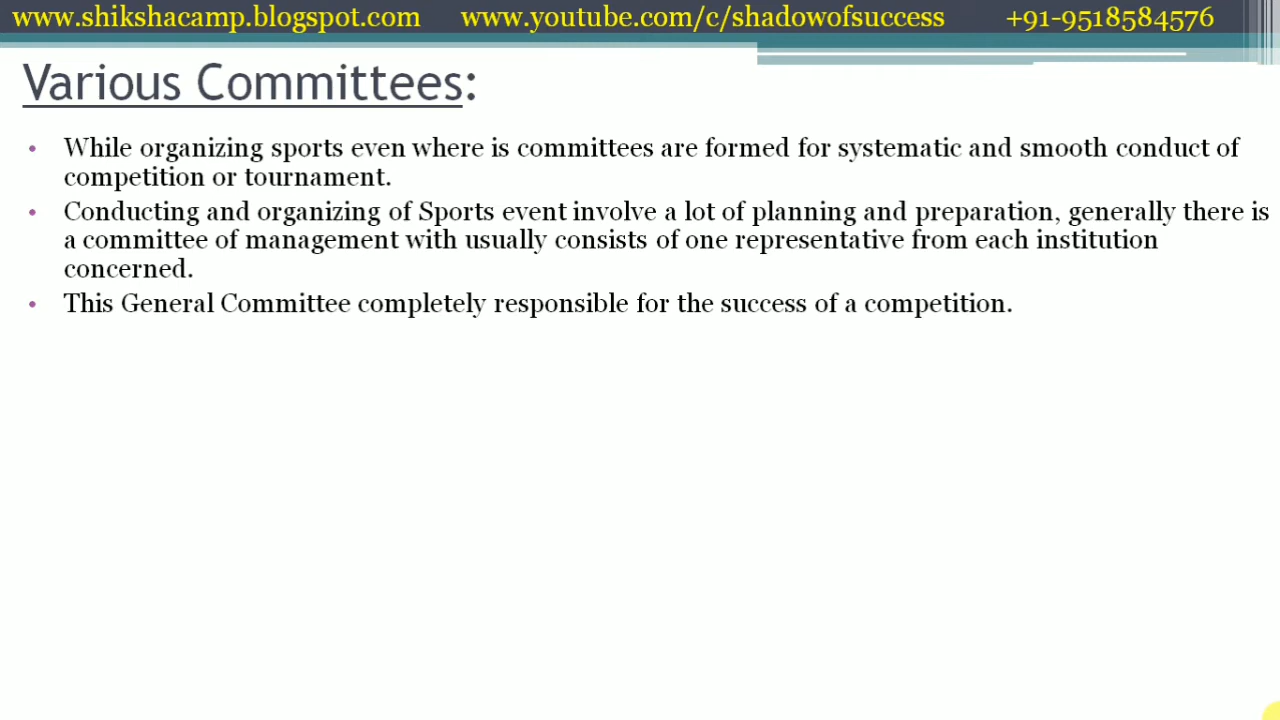 www.shikshacamp.blogspot.com www.youtube.com/c/shadowofsuccess +91-9518584576
Various Committees:
• While organizing sports even where is committees are formed for systematic and smooth conduct of
competition or tournament.
• Conducting and organizing of Sports event involve a lot of planning and preparation, generally there is
a committee of management with usually consists of one representative from each institution
concerned.
• This General Committee completely responsible for the success of a competition.